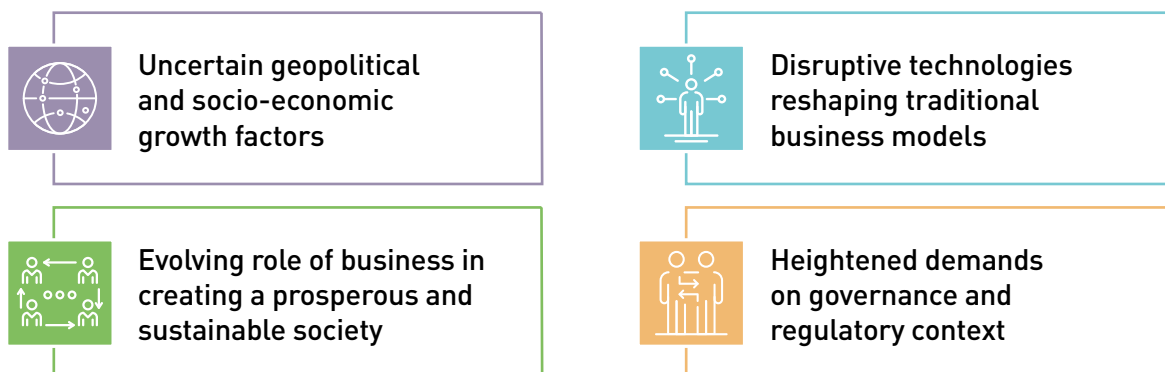 Uncertain geopolitical
and socio-economic
growth factors
Disruptive technologies
reshaping traditional
business models
Evolving role of business in
creating a prosperous and
sustainable society
Heightened demands
on governance and
regulatory context